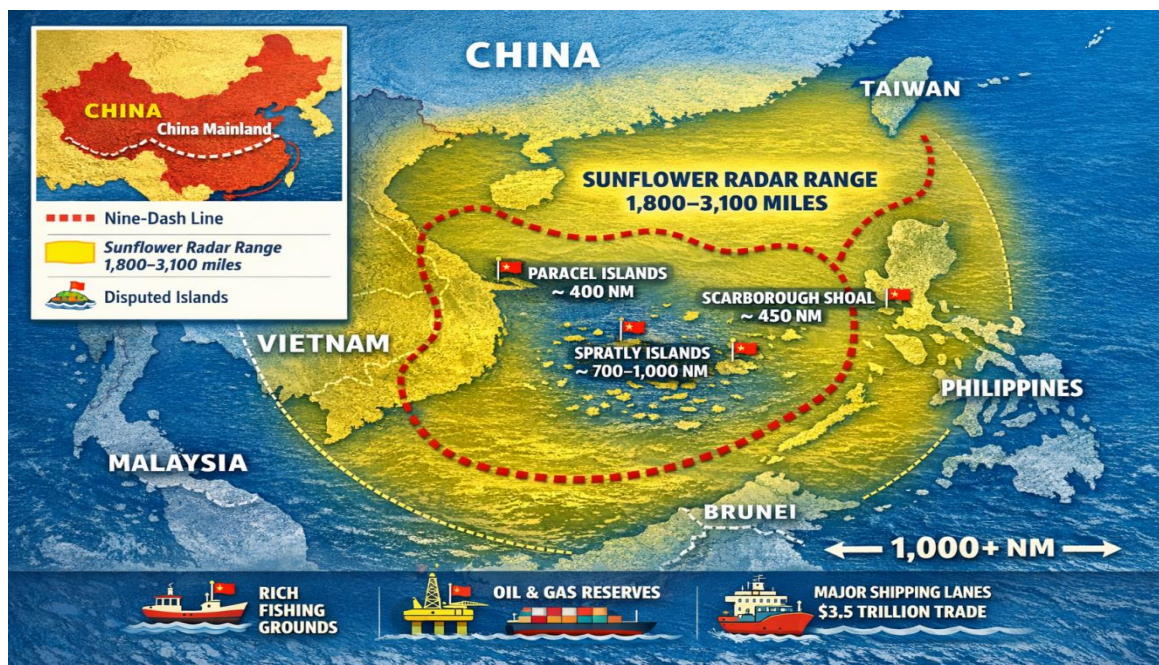 CHINA
China Mainland
Nine-Dash Line
Sunflower Radar Range
1,800–3,100 miles
Disputed Islands
CHINA
TAIWAN
SUNFLOWER RADAR RANGE
1,800–3,100 MILES
PARACEL ISLANDS
~ 400 NM
SCARBOROUGH SHOAL
~ 450 NM
SPRATLY ISLANDS
~ 700–1,000 NM
VIETNAM
PHILIPPINES
MALAYSIA
BRUNEI
1,000+ NM
RICH
FISHING
GROUNDS
OIL & GAS RESERVES
MAJOR SHIPPING LANES
$3.5 TRILLION TRADE